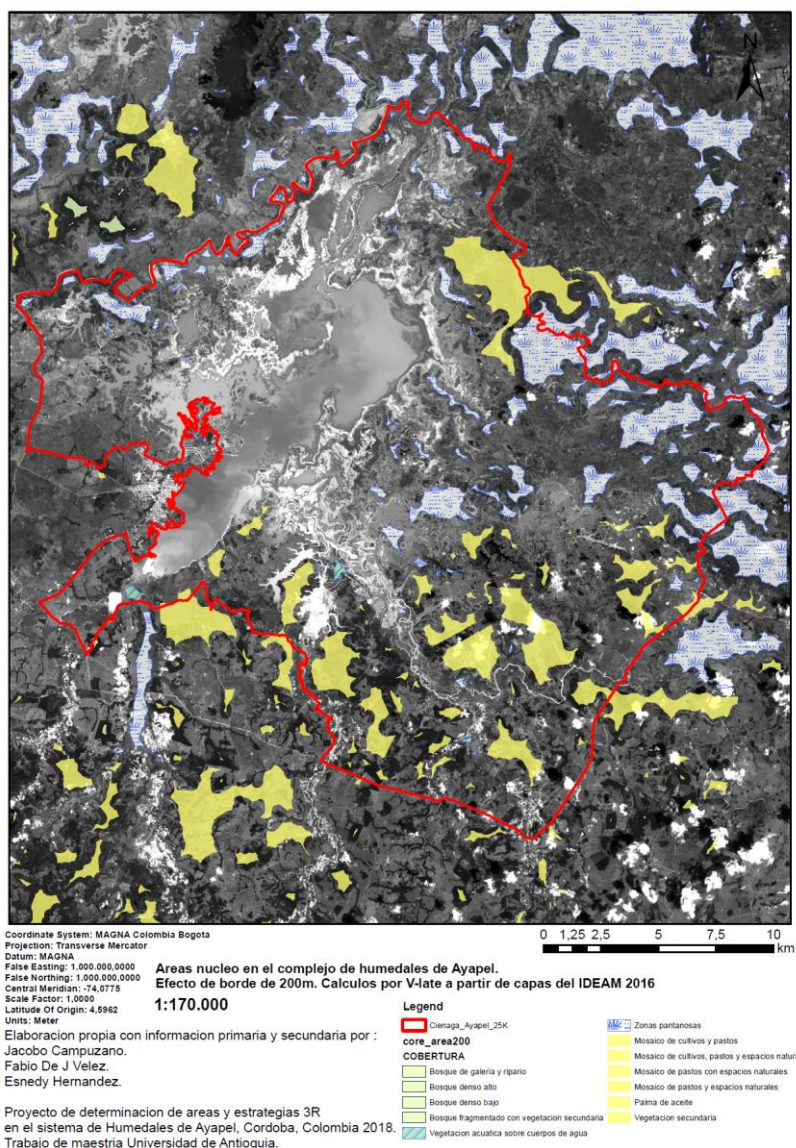 N
0 1,25 2,5 5 7,5 10
km
Coordinate System: MAGNA Colombia Bogota
Projection: Transverse Mercator
Datum: MAGNA
False Easting: 1.000.000,0000
False Northing: 1.000.000,0000
Central Meridian: -74,0775
Scale Factor: 1,0000
Latitude Of Origin: 4,5962
Units: Meter
Areas nucleo en el complejo de humedales de Ayapel.
Efecto de borde de 200m. Calculos por V-late a partir de capas del IDEAM 2016
1:170.000
Elaboracion propia con informacion primaria y secundaria por :
Jacobo Campuzano.
Fabio De J Velez.
Esnedy Hernandez.
Proyecto de determinacion de areas y estrategias 3R
en el sistema de Humedales de Ayapel, Cordoba, Colombia 2018.
Trabajo de maestria Universidad de Antioquia.
Legend
Cienaga_Ayapel_25K
core_area200
COBERTURA
Bosque de galeria y ripario
Bosque denso alto
Bosque denso bajo
Bosque fragmentado con vegetacion secundaria
Vegetacion acuatica sobre cuerpos de agua
Zonas pantanosas
Mosaico de cultivos y pastos
Mosaico de cultivos, pastos y espacios natura
Mosaico de pastos con espacios naturales
Mosaico de pastos y espacios naturales
Palma de aceite
Vegetacion secundaria